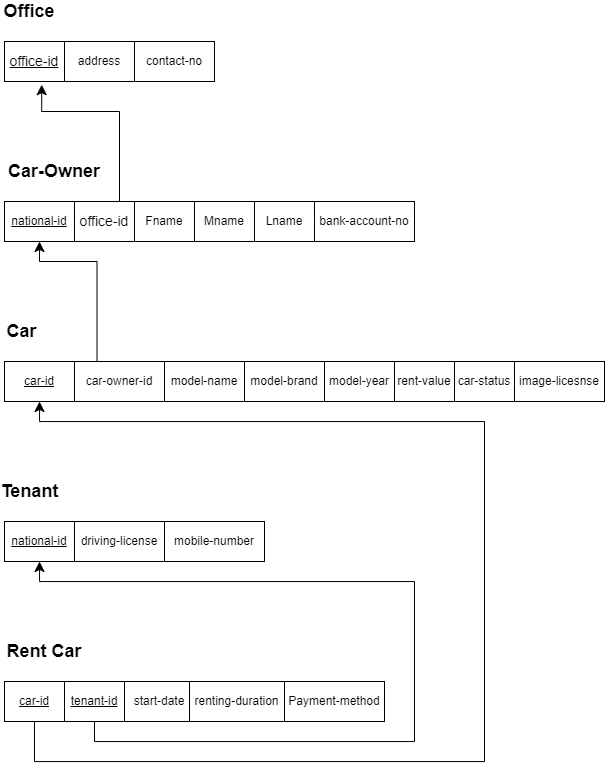 Office
office-id address contact-no
Car-Owner
national-id office-id Fname Mname Lname bank-account-no
Car
car-id car-owner-id model-name model-brand model-year rent-value car-status image-licesnse
Tenant
national-id driving-license mobile-number
Rent Car
car-id tenant-id start-date renting-duration Payment-method